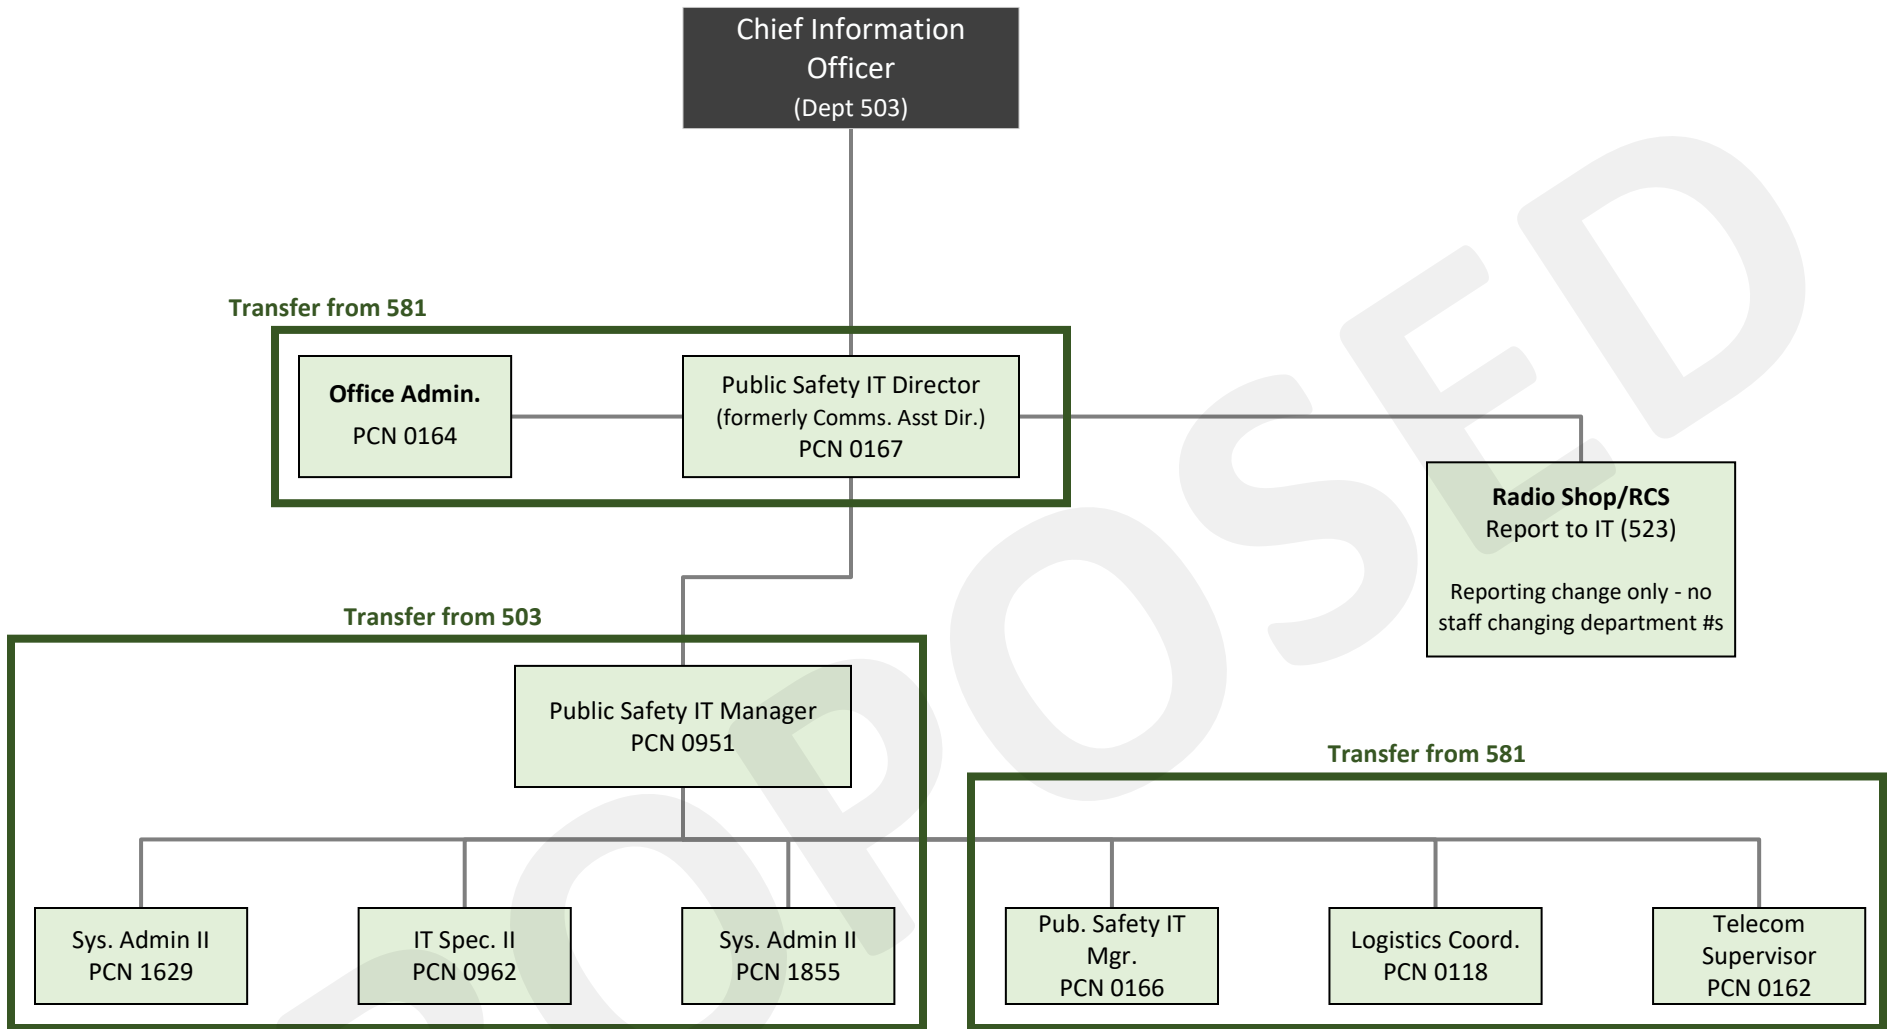 Chief Information
Officer
(Dept 503)
Transfer from 581
Office Admin.
PCN 0164
Public Safety IT Director
(formerly Comms. Asst Dir.)
PCN 0167
Radio Shop/RCS
Report to IT (523)
Reporting change only - no
staff changing department #s
Transfer from 503
Public Safety IT Manager
PCN 0951
Transfer from 581
Sys. Admin II
PCN 1629
IT Spec. II
PCN 0962
Sys. Admin II
PCN 1855
Pub. Safety IT
Mgr.
PCN 0166
Logistics Coord.
PCN 0118
Telecom
Supervisor
PCN 0162
PROPOSED